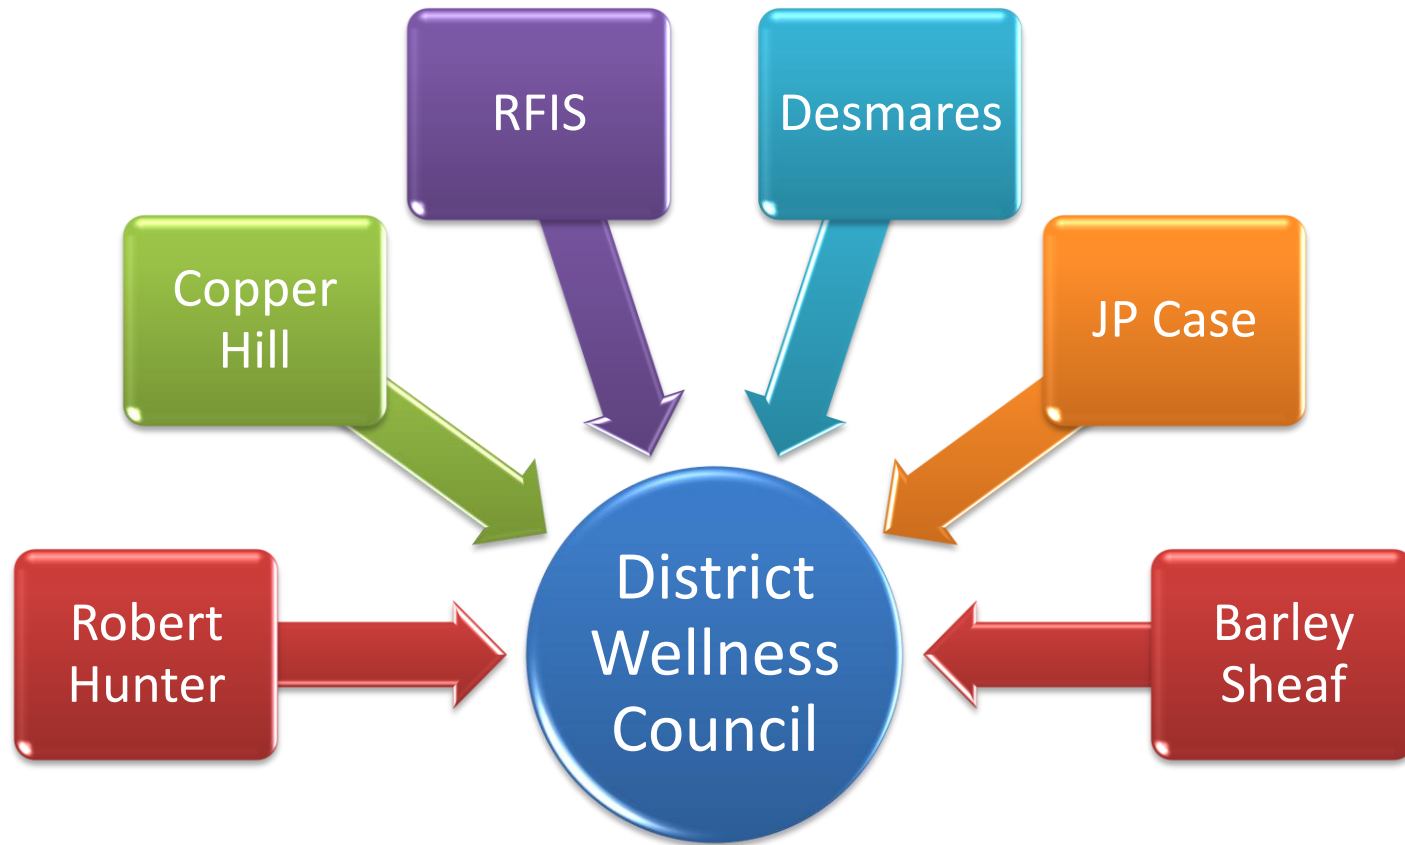 RFIS
Desmares
Copper
Hill
JP Case
Robert
Hunter
District
Wellness
Council
Barley
Sheaf